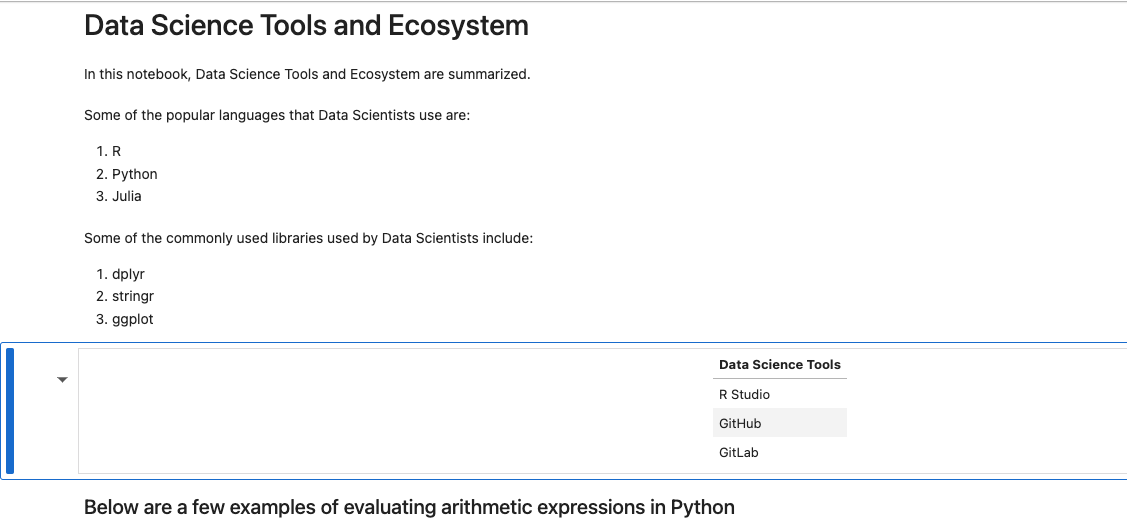 Data Science Tools and Ecosystem
In this notebook, Data Science Tools and Ecosystem are summarized.
Some of the popular languages that Data Scientists use are:
1. R
2. Python
3. Julia
Some of the commonly used libraries used by Data Scientists include:
1. dplyr
2. stringr
3. ggplot
Data Science Tools
R Studio
GitHub
GitLab
Below are a few examples of evaluating arithmetic expressions in Python